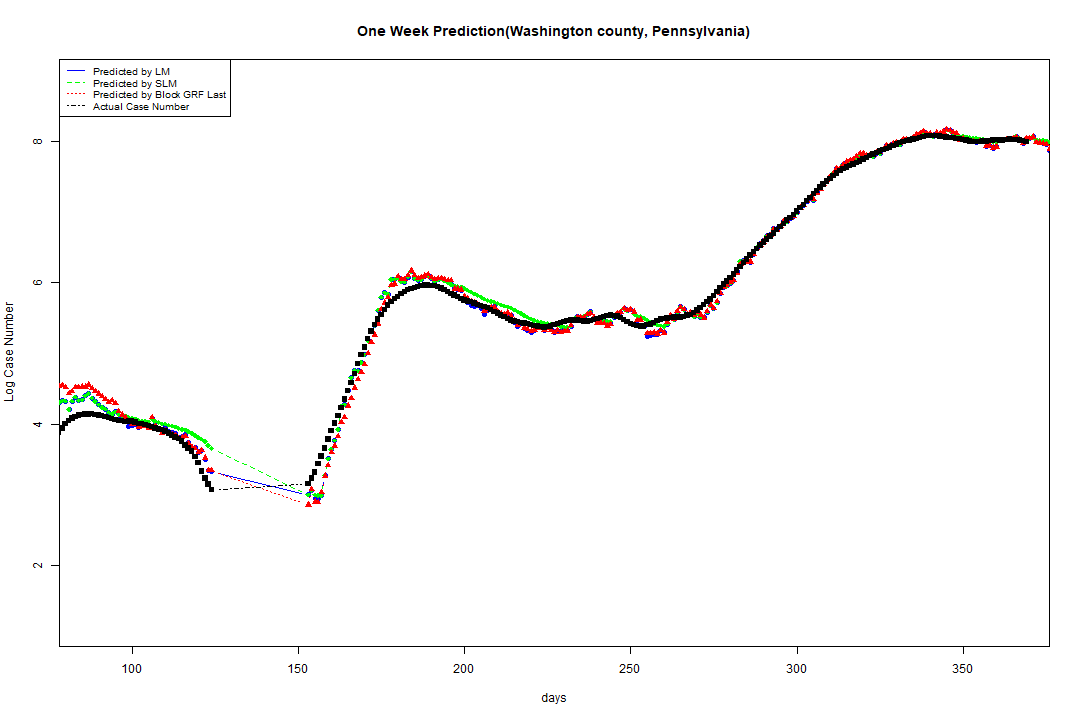 One Week Prediction(Washington county, Pennsylvania)
Predicted by LM
Predicted by SLM
Predicted by Block GRF Last
Actual Case Number
8
6
4
2
Log Case Number
100 150 200 250 300 350
days